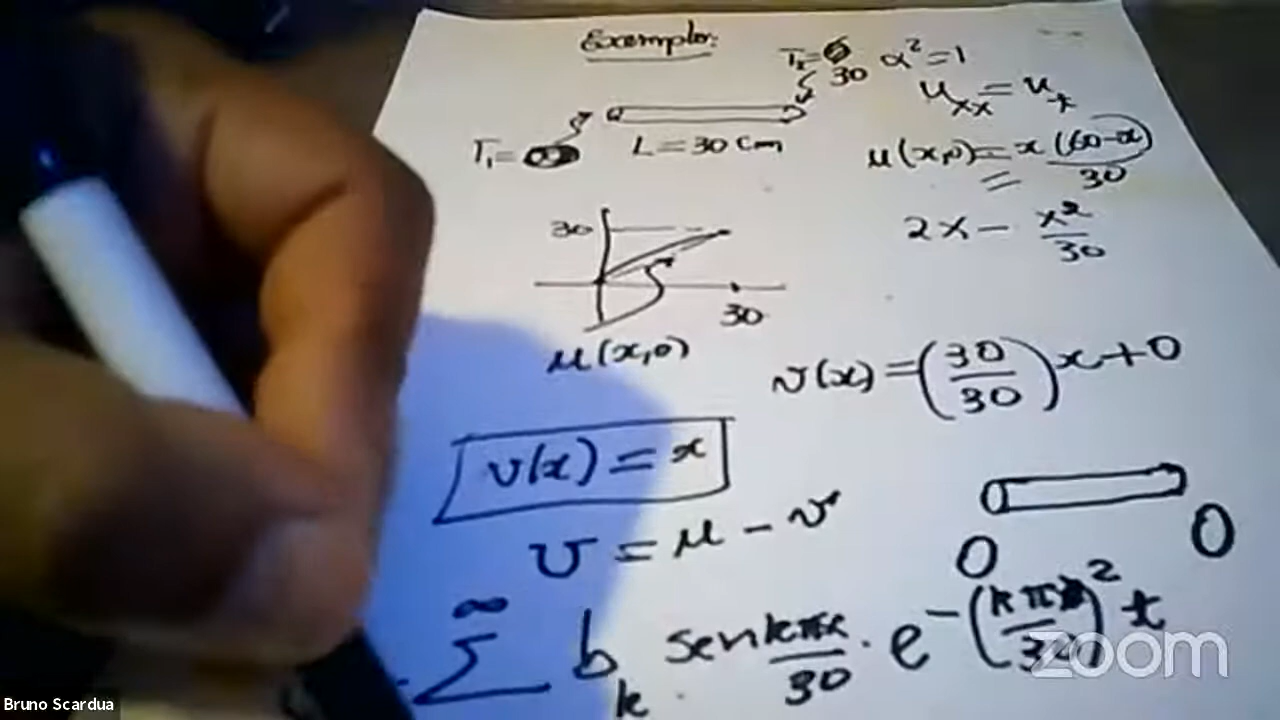 Exemplo:
T₂ = 30
α² = 1
u_xx = u_t
T₁ =
L = 30 cm
u(x,0) = x (60-x)/30
2x - x²/30
30
30
u(x,0)
v(x) = (30/30) x + 0
v(x) = x
U = u - v
0 0
∑ ∞ b_k sen kπx/30 . e^-(kπ/30)² t
zoom
Bruno Scardua